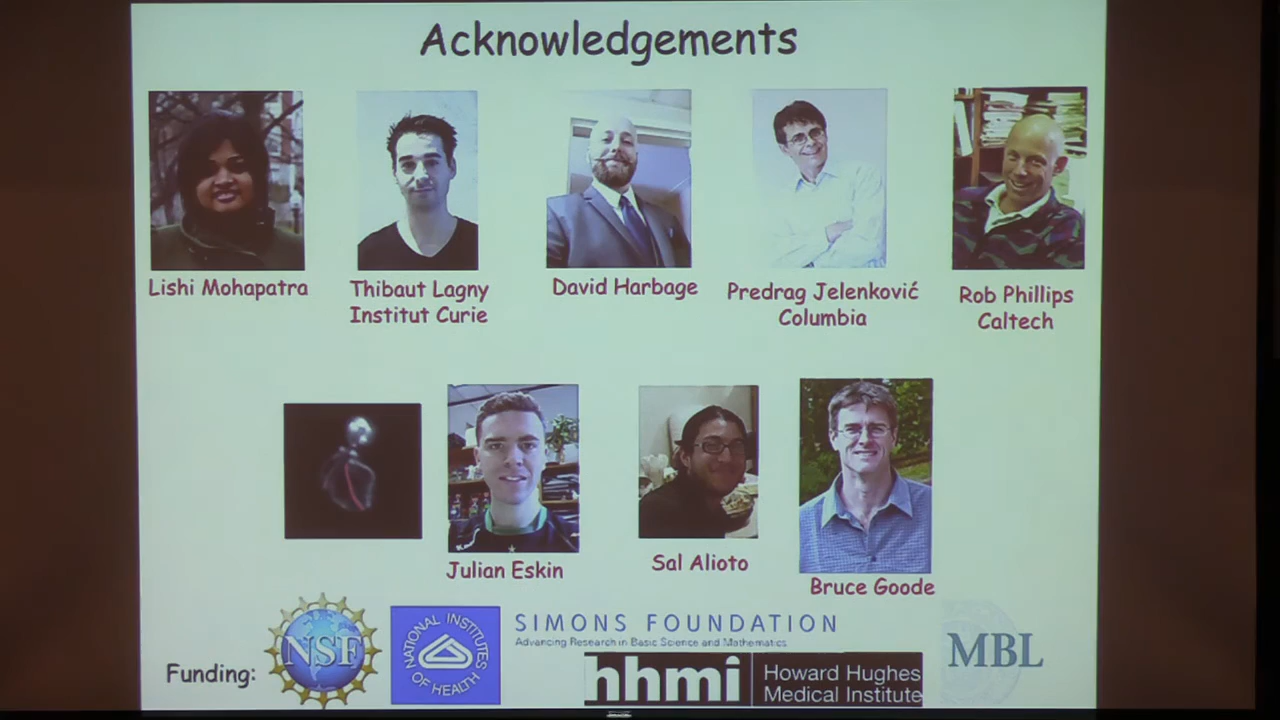 Acknowledgements
Lishi Mohapatra
Thibaut Lagny
Institut Curie
David Harbage
Predrag Jelenković
Columbia
Rob Phillips
Caltech
Julian Eskin
Sal Alioto
Bruce Goode
Funding:
NSF
NATIONAL INSTITUTES
OF HEALTH
SIMONS FOUNDATION
Advancing Research in Basic Science and Mathematics
hhmi
Howard Hughes
Medical Institute
MBL